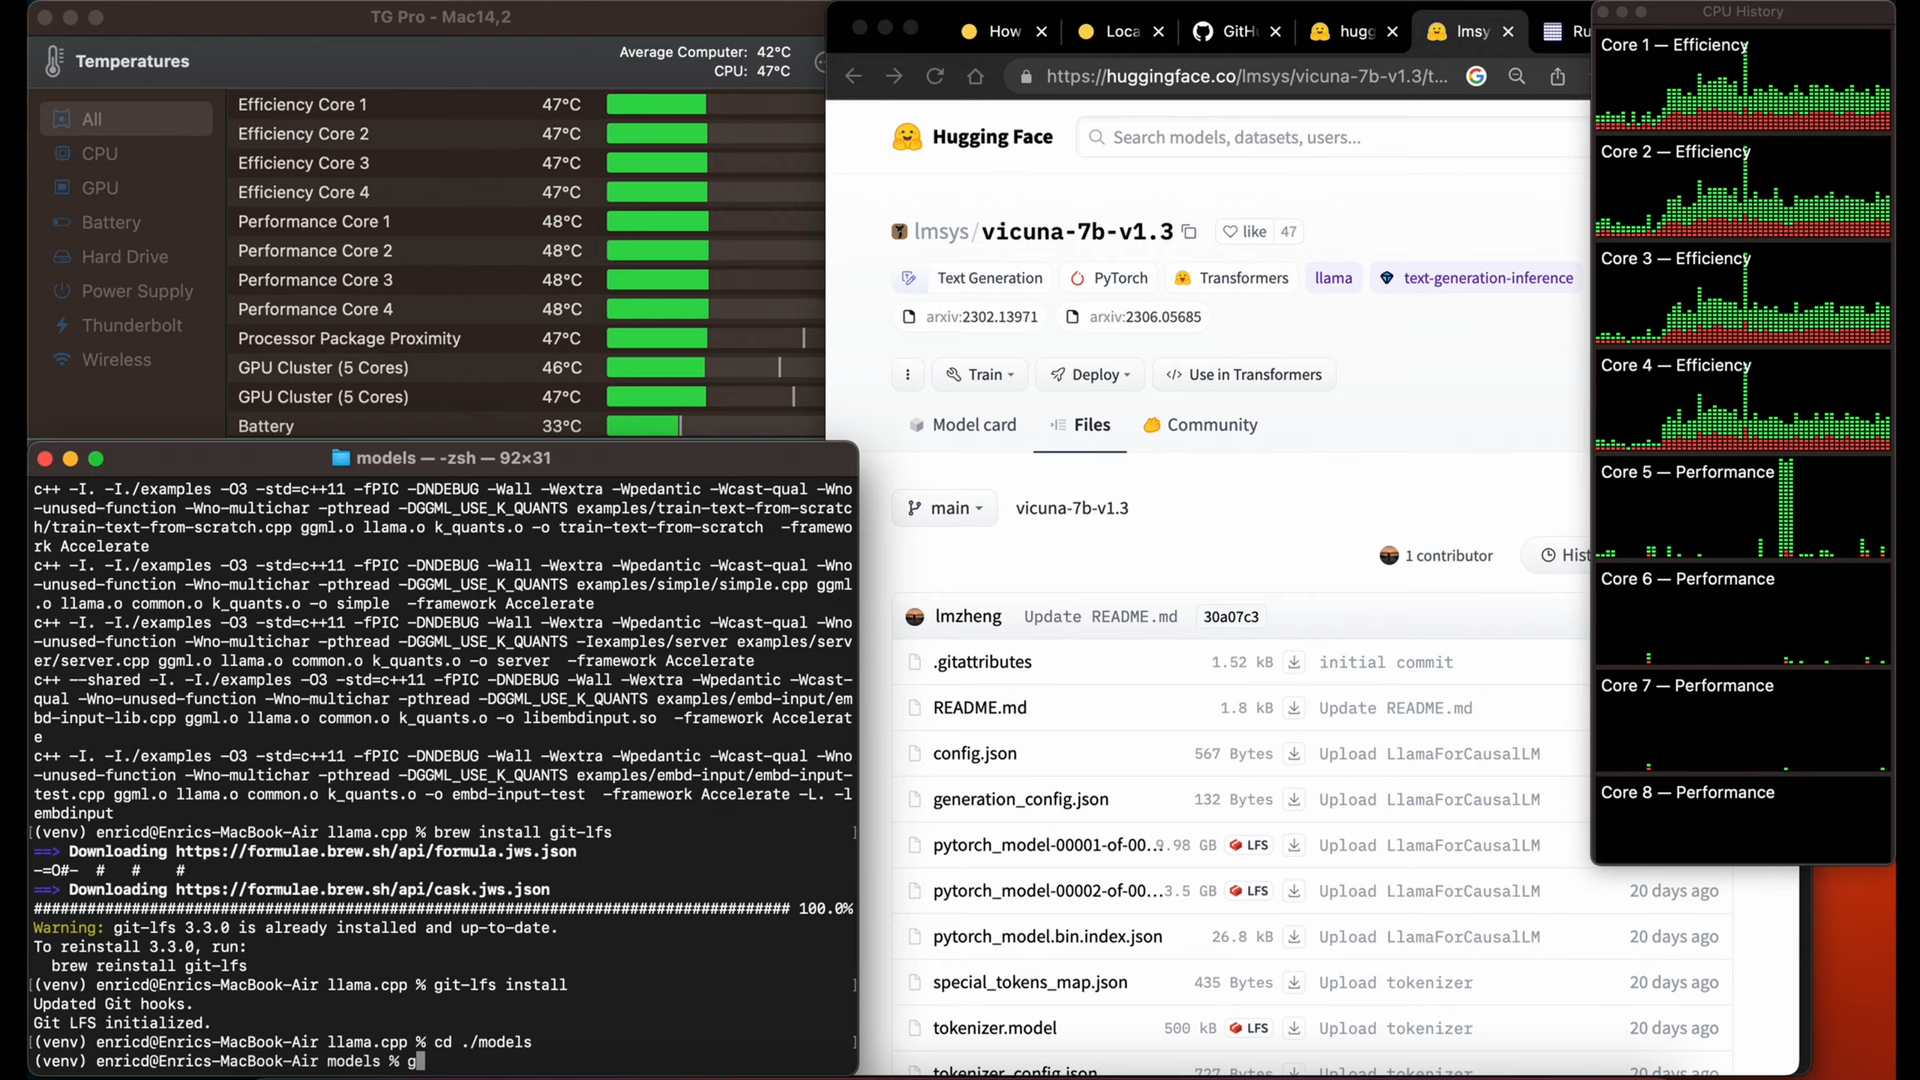 TG Pro - Mac14,2
Temperatures
Average Computer: 42°C
CPU: 47°C
All
CPU
GPU
Battery
Hard Drive
Power Supply
Thunderbolt
Wireless
Efficiency Core 1 47°C
Efficiency Core 2 47°C
Efficiency Core 3 47°C
Efficiency Core 4 47°C
Performance Core 1 48°C
Performance Core 2 48°C
Performance Core 3 48°C
Performance Core 4 48°C
Processor Package Proximity 47°C
GPU Cluster (5 Cores) 46°C
GPU Cluster (5 Cores) 47°C
Battery 33°C
models — -zsh — 92×31
c++ -I. -I./examples -O3 -std=c++11 -fPIC -DNDEBUG -Wall -Wextra -Wpedantic -Wcast-qual -Wno
-unused-function -Wno-multichar -pthread -DGGML_USE_K_QUANTS examples/train-text-from-scratc
h/train-text-from-scratch.cpp ggml.o llama.o k_quants.o -o train-text-from-scratch  -framewo
rk Accelerate
c++ -I. -I./examples -O3 -std=c++11 -fPIC -DNDEBUG -Wall -Wextra -Wpedantic -Wcast-qual -Wno
-unused-function -Wno-multichar -pthread -DGGML_USE_K_QUANTS examples/simple/simple.cpp ggml
.o llama.o common.o k_quants.o -o simple  -framework Accelerate
c++ -I. -I./examples -O3 -std=c++11 -fPIC -DNDEBUG -Wall -Wextra -Wpedantic -Wcast-qual -Wno
-unused-function -Wno-multichar -pthread -DGGML_USE_K_QUANTS -Iexamples/server examples/serv
er/server.cpp ggml.o llama.o common.o k_quants.o -o server  -framework Accelerate
c++ --shared -I. -I./examples -O3 -std=c++11 -fPIC -DNDEBUG -Wall -Wextra -Wpedantic -Wcast-
qual -Wno-unused-function -Wno-multichar -pthread -DGGML_USE_K_QUANTS examples/embd-input/em
bd-input-lib.cpp ggml.o llama.o common.o k_quants.o -o libembdinput.so  -framework Accelerat
e
c++ -I. -I./examples -O3 -std=c++11 -fPIC -DNDEBUG -Wall -Wextra -Wpedantic -Wcast-qual -Wno
-unused-function -Wno-multichar -pthread -DGGML_USE_K_QUANTS examples/embd-input/embd-input-
test.cpp ggml.o llama.o common.o k_quants.o -o embd-input-test  -framework Accelerate -L. -l
embdinput
[(venv) enricd@Enrics-MacBook-Air llama.cpp % brew install git-lfs ]
==> Downloading https://formulae.brew.sh/api/formula.jws.json
-=O#-  #   #    #
==> Downloading https://formulae.brew.sh/api/cask.jws.json
################################################################################ 100.0%
Warning: git-lfs 3.3.0 is already installed and up-to-date.
To reinstall 3.3.0, run:
  brew reinstall git-lfs
[(venv) enricd@Enrics-MacBook-Air llama.cpp % git-lfs install ]
Updated Git hooks.
Git LFS initialized.
[(venv) enricd@Enrics-MacBook-Air llama.cpp % cd ./models ]
(venv) enricd@Enrics-MacBook-Air models % g
How
Loca
GitH
hugg
lmsy
Ru
https://huggingface.co/lmsys/vicuna-7b-v1.3/t...
Hugging Face
Search models, datasets, users...
lmsys/vicuna-7b-v1.3
like 47
Text Generation PyTorch Transformers llama text-generation-inference
arxiv:2302.13971 arxiv:2306.05685
Train Deploy </> Use in Transformers
Model card Files Community
main vicuna-7b-v1.3
1 contributor Hist
lmzheng Update README.md 30a07c3
.gitattributes 1.52 kB initial commit
README.md 1.8 kB Update README.md
config.json 567 Bytes Upload LlamaForCausalLM
generation_config.json 132 Bytes Upload LlamaForCausalLM
pytorch_model-00001-of-00... 9.98 GB LFS Upload LlamaForCausalLM
pytorch_model-00002-of-00... 3.5 GB LFS Upload LlamaForCausalLM 20 days ago
pytorch_model.bin.index.json 26.8 kB Upload LlamaForCausalLM 20 days ago
special_tokens_map.json 435 Bytes Upload tokenizer 20 days ago
tokenizer.model 500 kB LFS Upload tokenizer 20 days ago
tokenizer_config.json 727 Bytes Upload tokenizer 20 days ago
CPU History
Core 1 — Efficiency
Core 2 — Efficiency
Core 3 — Efficiency
Core 4 — Efficiency
Core 5 — Performance
Core 6 — Performance
Core 7 — Performance
Core 8 — Performance